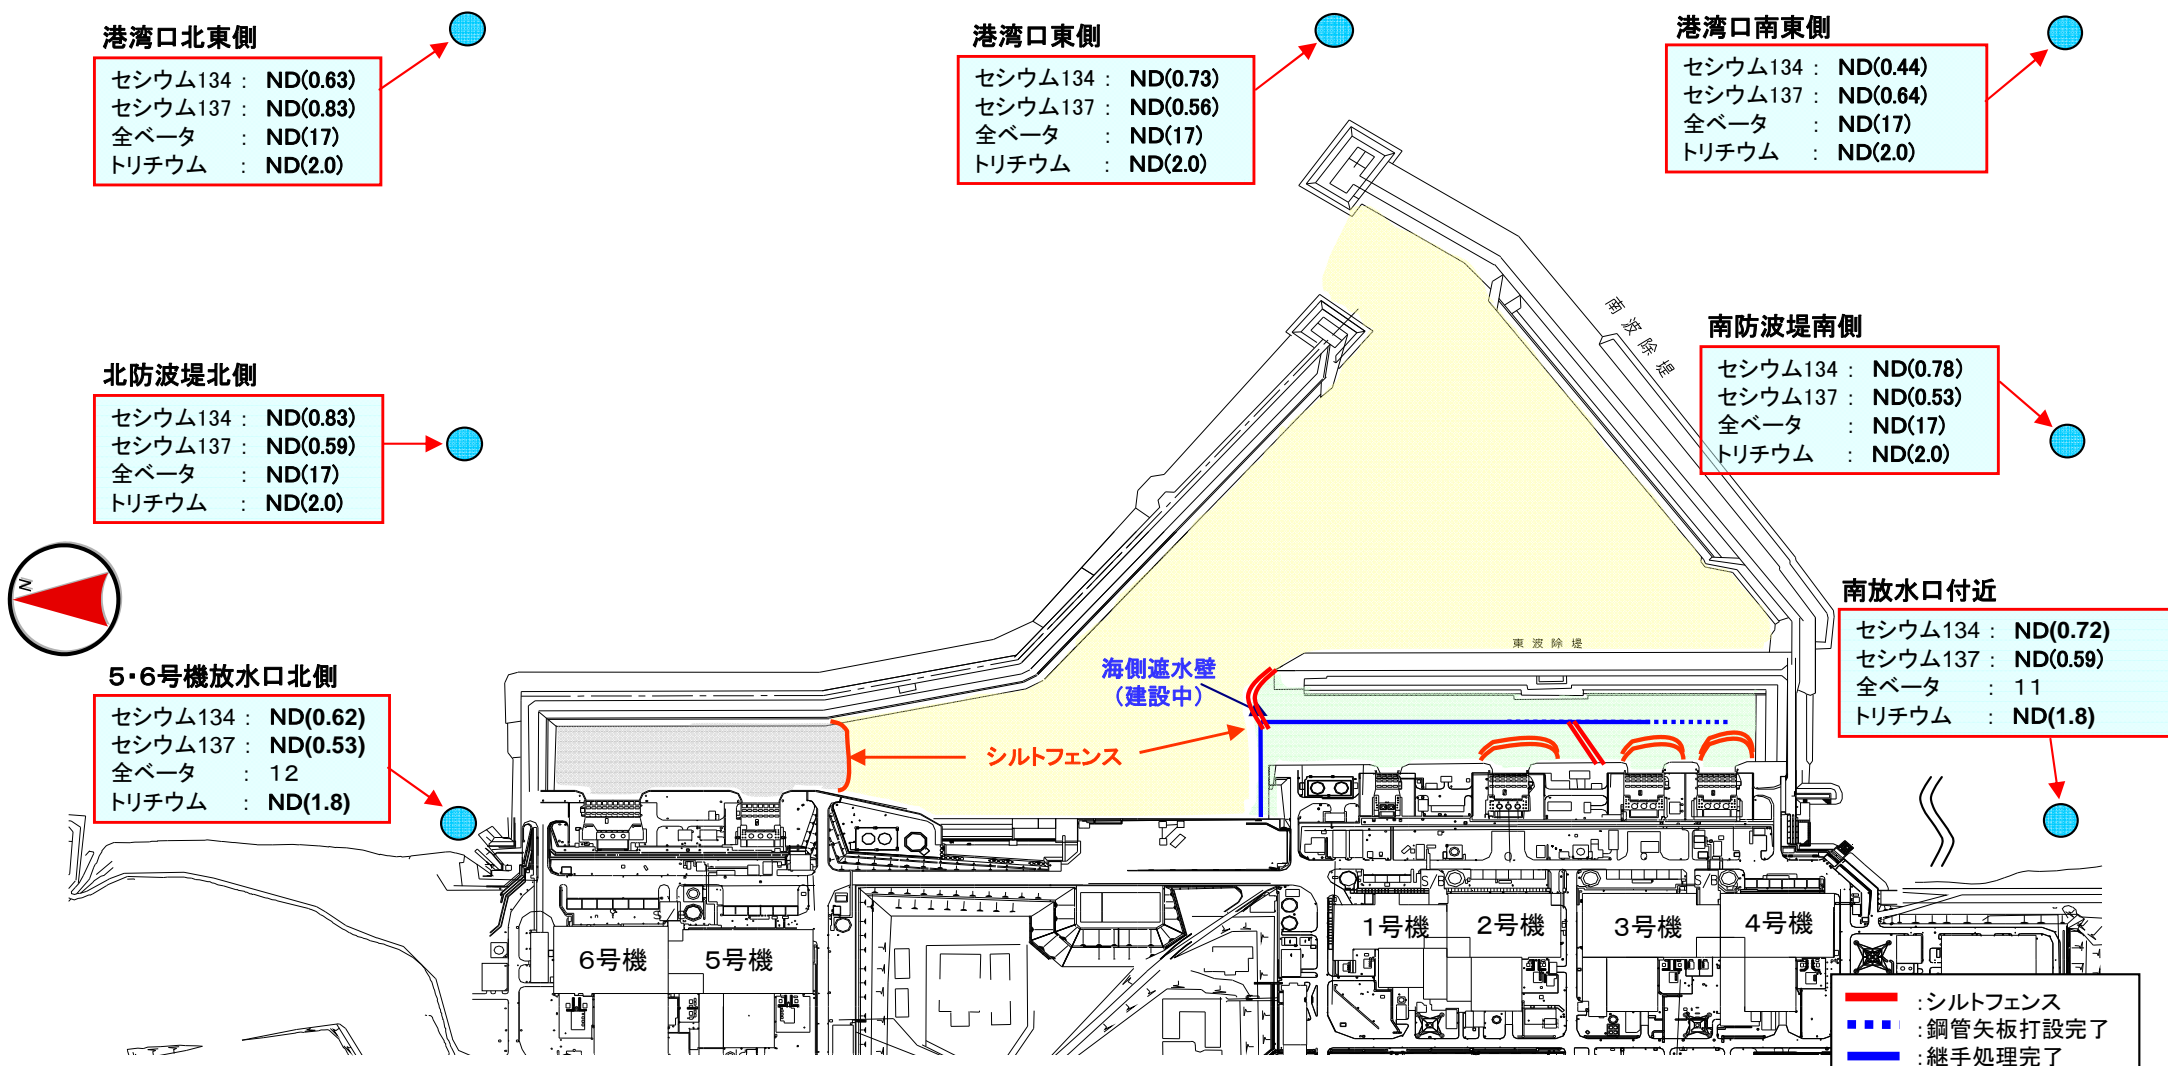 港湾口北東側
セシウム134 : ND(0.63)
セシウム137 : ND(0.83)
全ベータ : ND(17)
トリチウム : ND(2.0)
港湾口東側
セシウム134 : ND(0.73)
セシウム137 : ND(0.56)
全ベータ : ND(17)
トリチウム : ND(2.0)
港湾口南東側
セシウム134 : ND(0.44)
セシウム137 : ND(0.64)
全ベータ : ND(17)
トリチウム : ND(2.0)
南波除堤
北防波堤北側
セシウム134 : ND(0.83)
セシウム137 : ND(0.59)
全ベータ : ND(17)
トリチウム : ND(2.0)
南防波堤南側
セシウム134 : ND(0.78)
セシウム137 : ND(0.53)
全ベータ : ND(17)
トリチウム : ND(2.0)
N
東波除堤
海側遮水壁
(建設中)
シルトフェンス
5・6号機放水口北側
セシウム134 : ND(0.62)
セシウム137 : ND(0.53)
全ベータ : 12
トリチウム : ND(1.8)
南放水口付近
セシウム134 : ND(0.72)
セシウム137 : ND(0.59)
全ベータ : 11
トリチウム : ND(1.8)
S/B
S/B
6号機
5号機
1号機
2号機
3号機
4号機
:シルトフェンス
:鋼管矢板打設完了
:継手処理完了